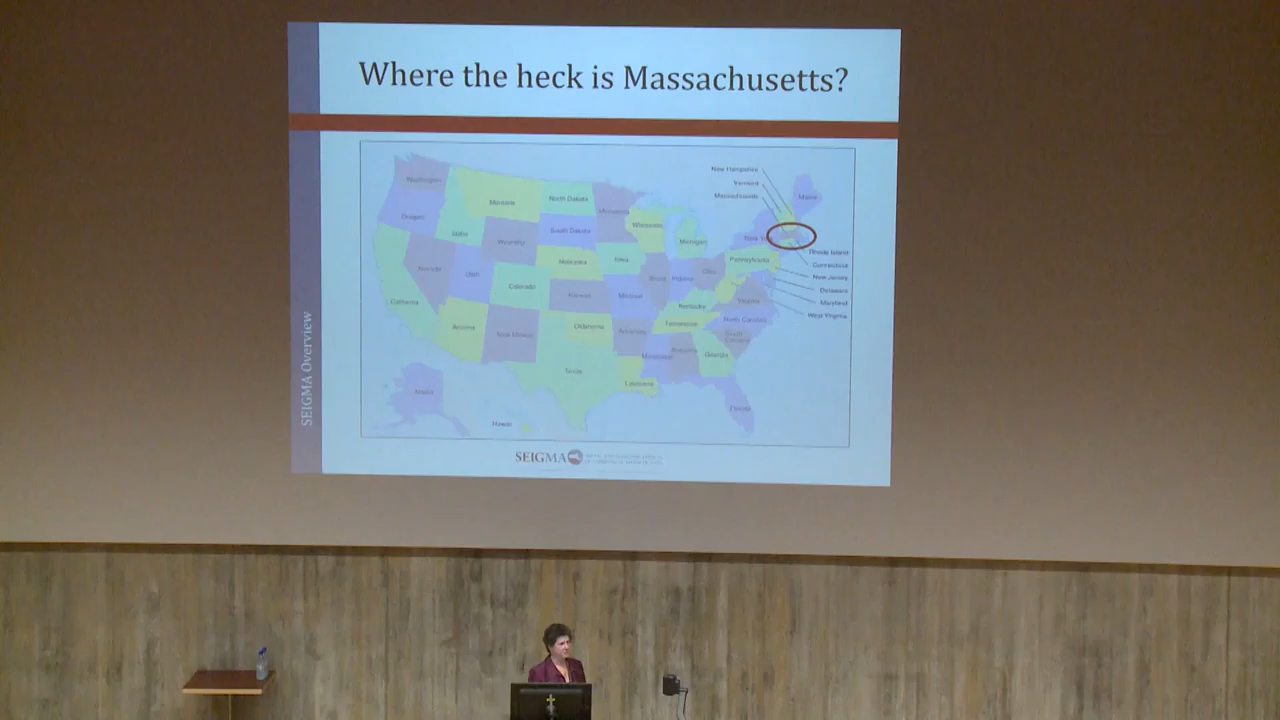 Where the heck is Massachusetts?
New Hampshire
Vermont
Massachusetts
Maine
Washington
Montana
North Dakota
Minnesota
Oregon
Idaho
Wyoming
South Dakota
Wisconsin
Michigan
New York
Rhode Island
Connecticut
New Jersey
Delaware
Maryland
West Virginia
Nevada
Utah
Colorado
Nebraska
Iowa
Illinois
Indiana
Ohio
Pennsylvania
California
Kansas
Missouri
Kentucky
Virginia
Arizona
New Mexico
Oklahoma
Arkansas
Tennessee
North Carolina
South Carolina
Texas
Louisiana
Mississippi
Alabama
Georgia
Florida
Alaska
Hawaii
SEIGMA Overview
SEIGMA